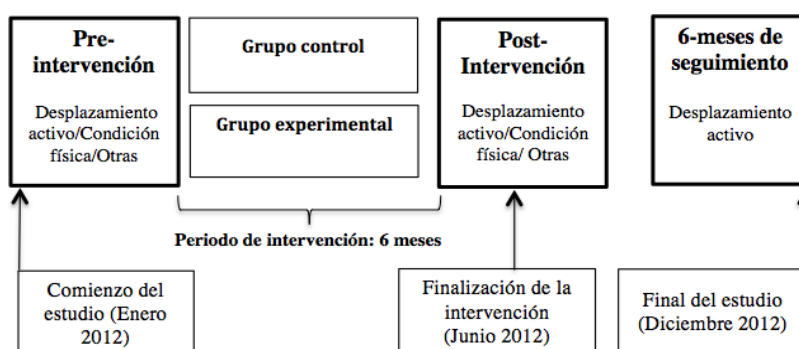 Pre-
intervención
Desplazamiento
activo/Condición
física/Otras
Grupo control
Grupo experimental
Post-
Intervención
Desplazamiento
activo/Condición
física/ Otras
6-meses de
seguimiento
Desplazamiento
activo
Periodo de intervención: 6 meses
Comienzo del
estudio (Enero
2012)
Finalización de la
intervención
(Junio 2012)
Final del estudio
(Diciembre 2012)